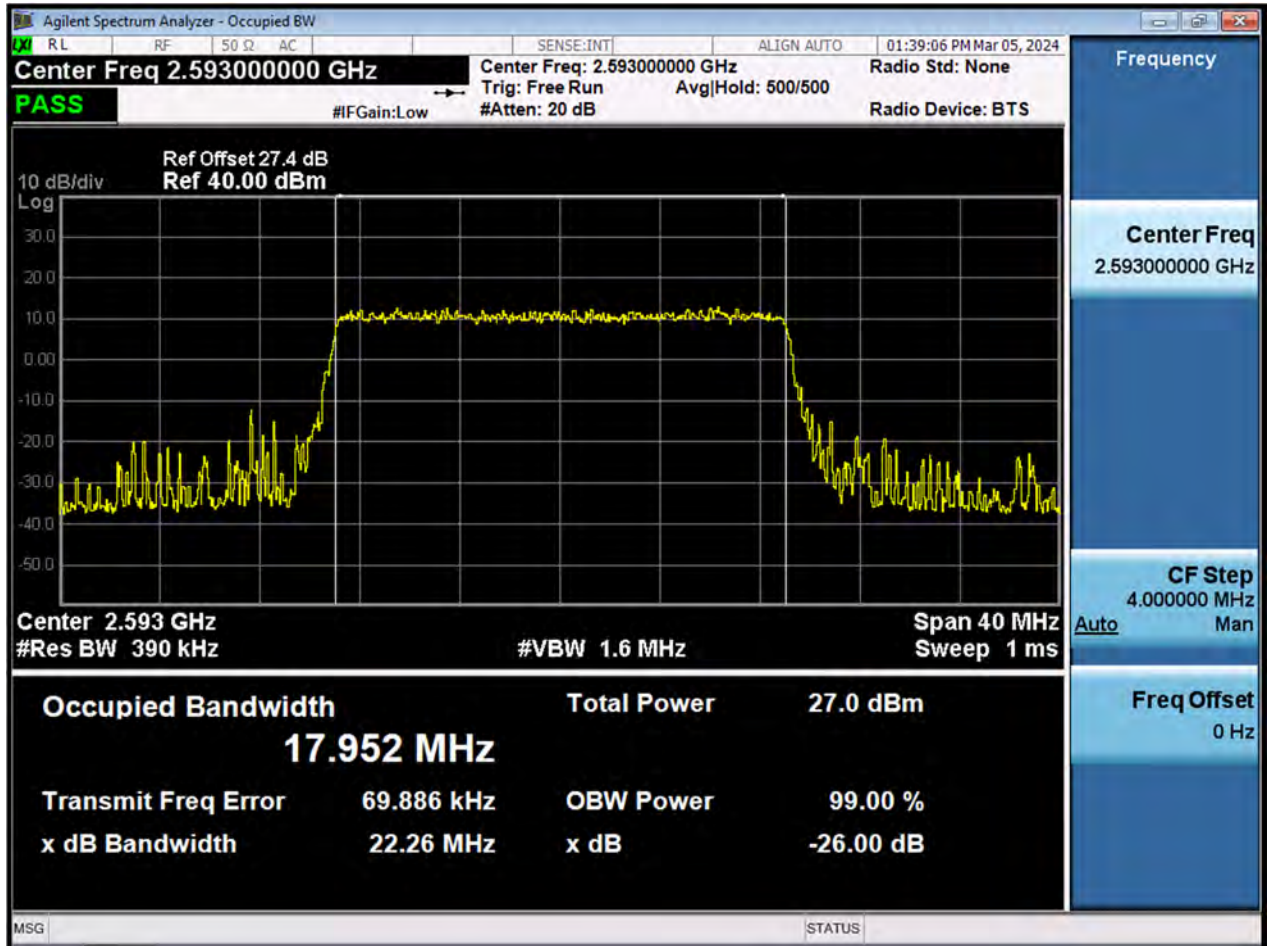 Agilent Spectrum Analyzer - Occupied BW
LXI RL RF 50 Ω AC SENSE:INT ALIGN AUTO 01:39:06 PM Mar 05, 2024
Center Freq 2.593000000 GHz Center Freq: 2.593000000 GHz Radio Std: None
Trig: Free Run Avg|Hold: 500/500
PASS #IFGain:Low #Atten: 20 dB Radio Device: BTS
Ref Offset 27.4 dB
10 dB/div Ref 40.00 dBm
Log
30.0
20.0
10.0
0.00
-10.0
-20.0
-30.0
-40.0
-50.0
Center 2.593 GHz Span 40 MHz
#Res BW 390 kHz #VBW 1.6 MHz Sweep 1 ms
Occupied Bandwidth Total Power 27.0 dBm
17.952 MHz
Transmit Freq Error 69.886 kHz OBW Power 99.00 %
x dB Bandwidth 22.26 MHz x dB -26.00 dB
MSG STATUS
Frequency
Center Freq
2.593000000 GHz
CF Step
4.000000 MHz
Auto Man
Freq Offset
0 Hz